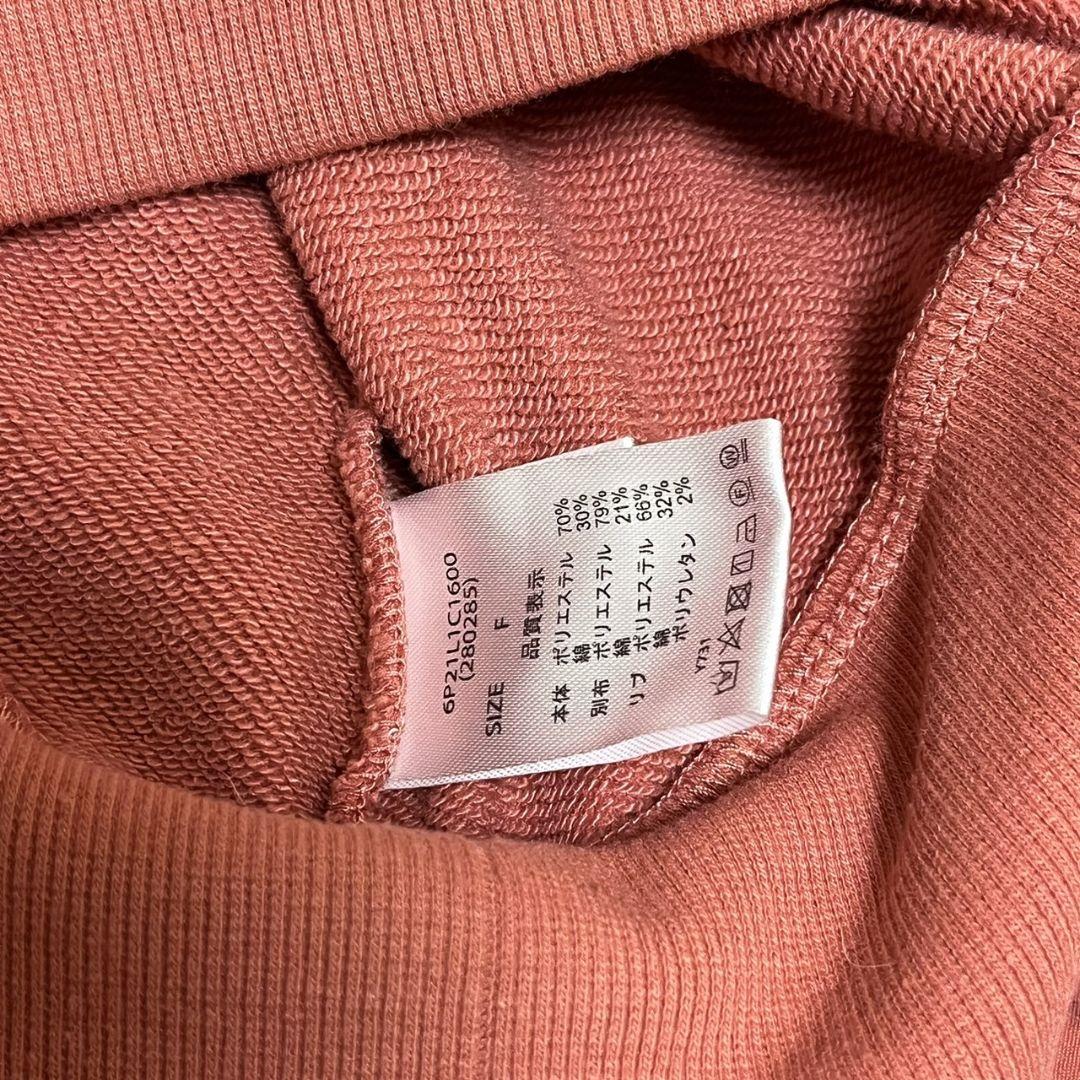 6P21L1C1600
(280285)
SIZE F
品質表示
本体 ポリエステル 70%
綿 30%
別布 ポリエステル 79%
綿 21%
リブ ポリエステル 66%
綿 32%
ポリウレタン 2%
Y731
F W